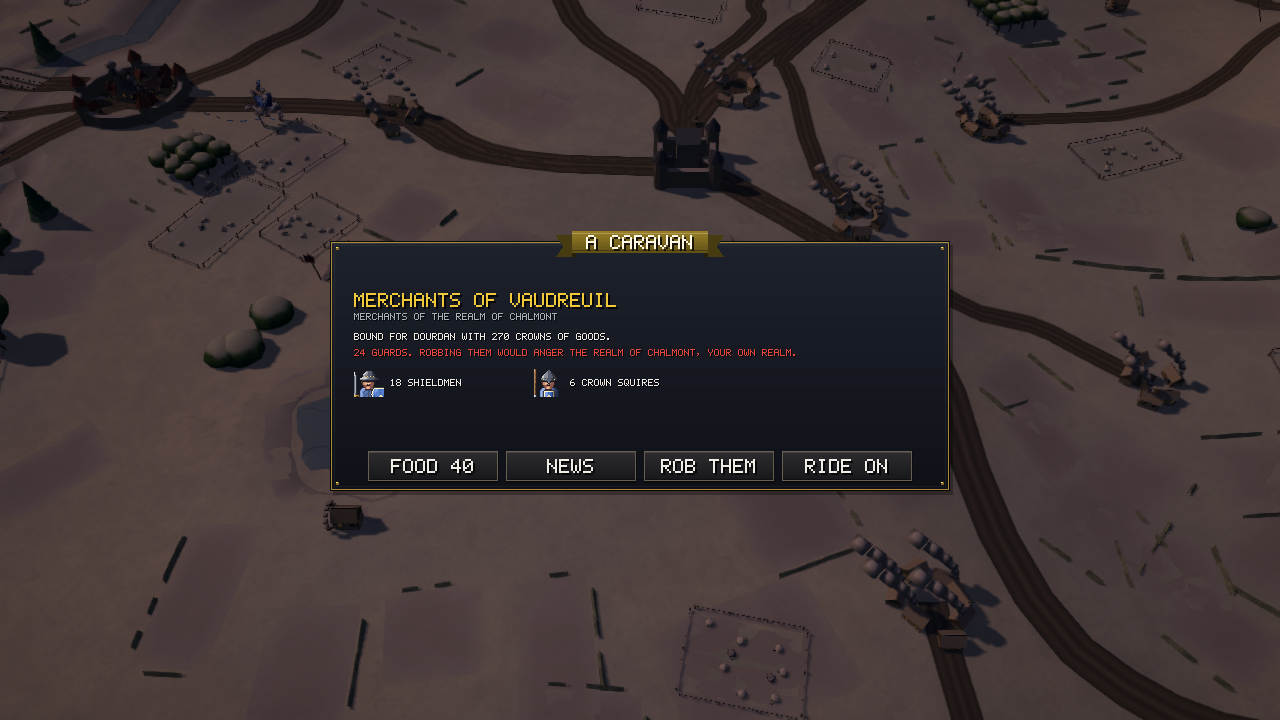 A CARAVAN
MERCHANTS OF VAUDREUIL
MERCHANTS OF THE REALM OF CHALMONT
BOUND FOR DOURDAN WITH 270 CROWNS OF GOODS.
24 GUARDS. ROBBING THEM WOULD ANGER THE REALM OF CHALMONT, YOUR OWN REALM.
18 SHIELDMEN
6 CROWN SQUIRES
FOOD 40
NEWS
ROB THEM
RIDE ON